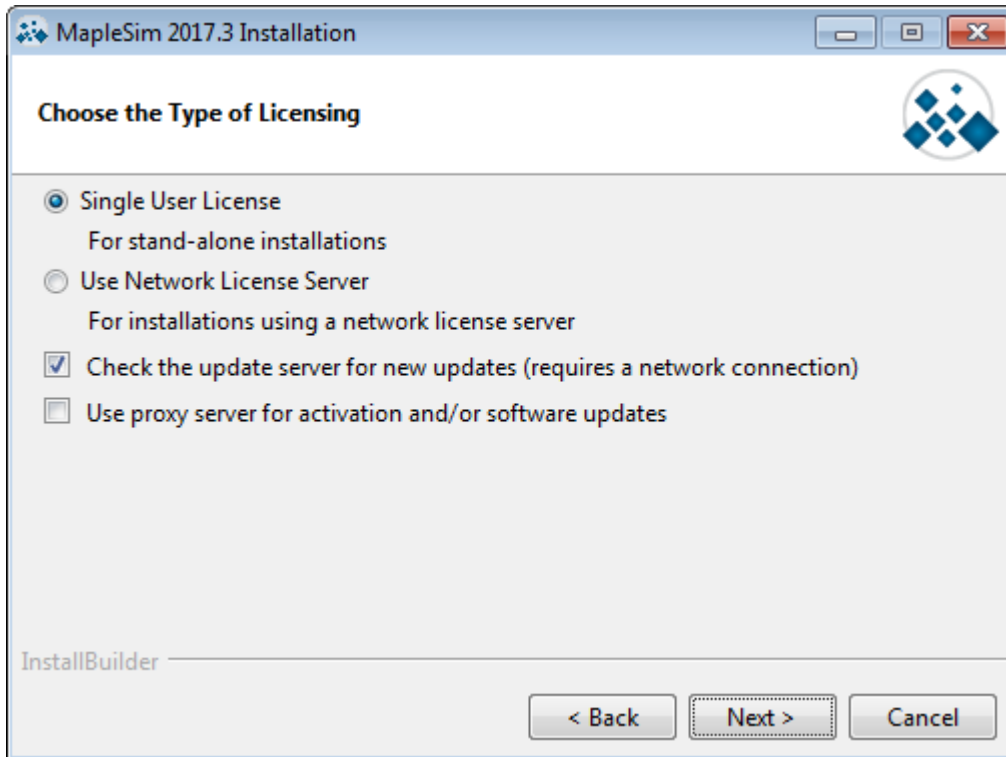 MapleSim 2017.3 Installation
Choose the Type of Licensing
Single User License
For stand-alone installations
Use Network License Server
For installations using a network license server
Check the update server for new updates (requires a network connection)
Use proxy server for activation and/or software updates
InstallBuilder
< Back
Next >
Cancel